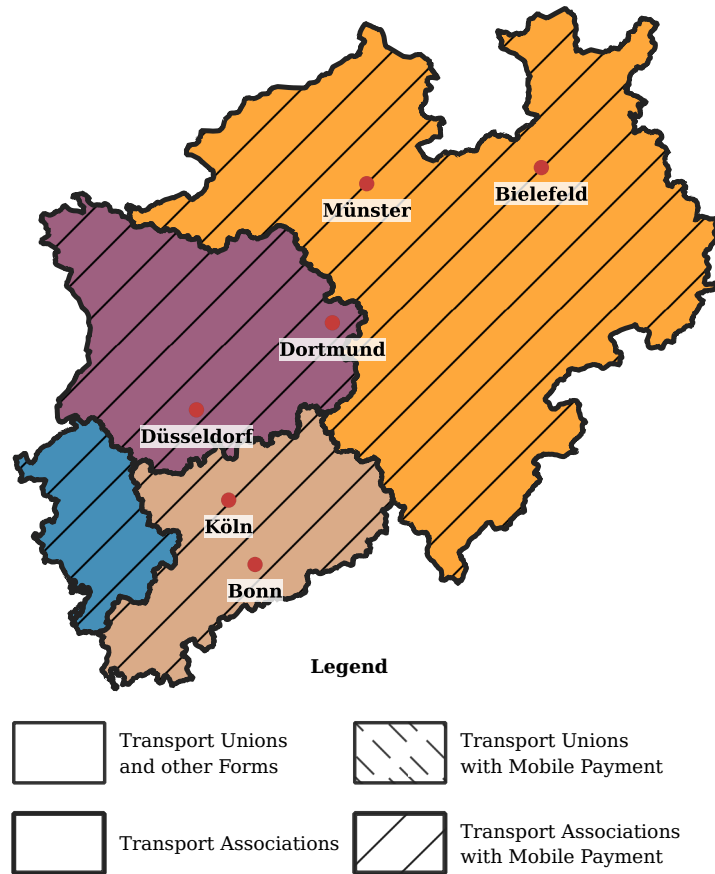 Münster
Bielefeld
Dortmund
Düsseldorf
Köln
Bonn
Legend
Transport Unions
and other Forms
Transport Unions
with Mobile Payment
Transport Associations
Transport Associations
with Mobile Payment